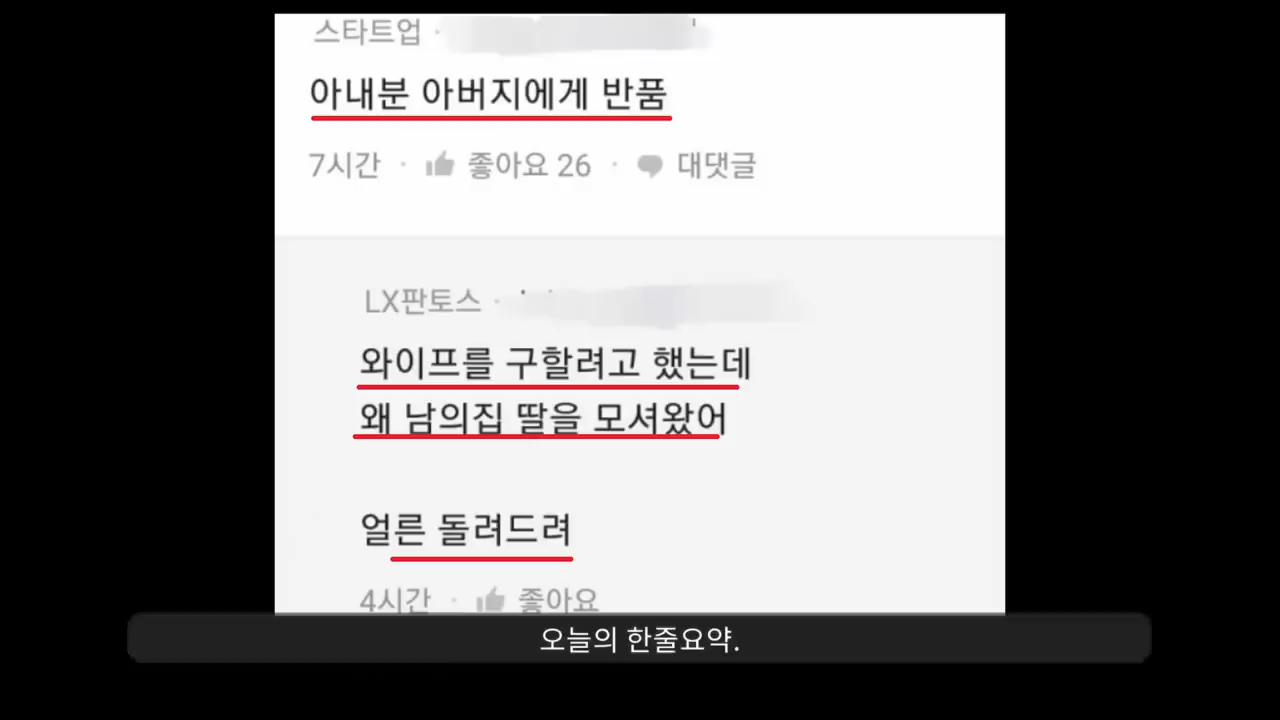 스타트업 ·
아내분 아버지에게 반품
7시간 · 좋아요 26 · 대댓글
LX판토스 ·
와이프를 구할려고 했는데
왜 남의집 딸을 모셔왔어
얼른 돌려드려
4시간 · 좋아요
오늘의 한줄요약.